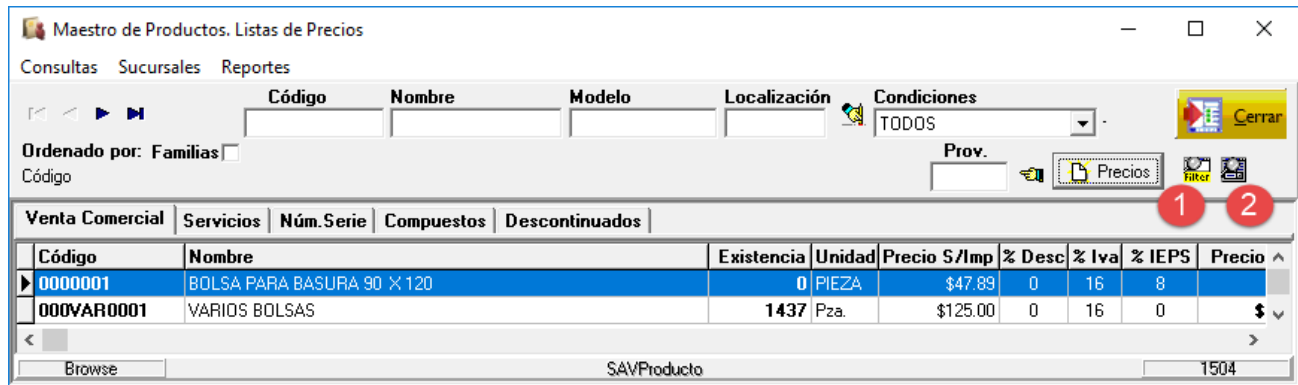 Maestro de Productos. Listas de Precios
Consultas Sucursales Reportes
Código Nombre Modelo Localización Condiciones
TODOS
Cerrar
Ordenado por: Familias
Prov.
Código
Precios
Filter
1 2
Venta Comercial Servicios Núm.Serie Compuestos Descontinuados
Código Nombre Existencia Unidad Precio S/Imp % Desc % Iva % IEPS Precio
0000001 BOLSA PARA BASURA 90 X 120 0 PIEZA $47.89 0 16 8
000VAR0001 VARIOS BOLSAS 1437 Pza. $125.00 0 16 0 $
Browse SAVProducto 1504